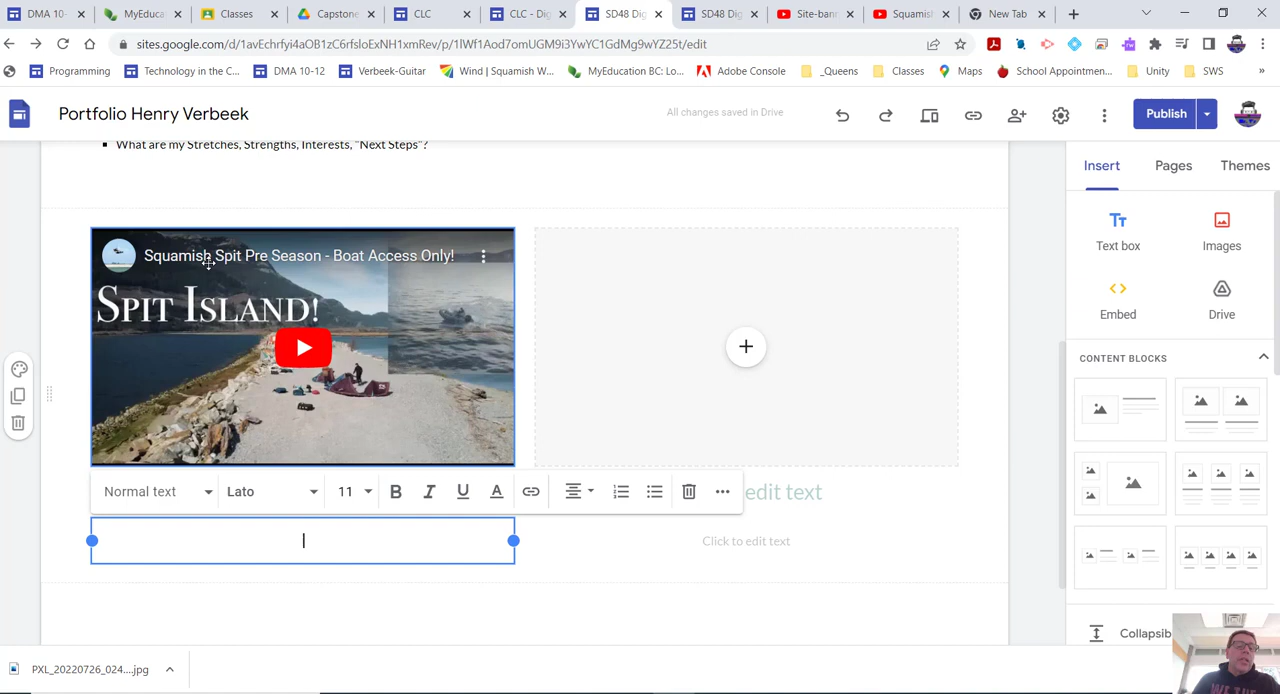 DMA 10-
MyEduca
Classes
Capstone
CLC
CLC - Dig
SD48 Dig
SD48 Dig
Site-bann
Squamish
New Tab
sites.google.com/d/1avEchrfyi4aOB1zC6rfsloExNH1xmkNv/p/1lWf1Aod7omUGM9i3YwYC1GdMg9wYZ25t/edit
Programming
Technology in the C...
DMA 10-12
Verbeek-Guitar
Wind | Squamish W...
MyEducation BC: Lo...
Adobe Console
_Queens
Classes
Maps
School Appointmen...
Unity
SWS
»
Portfolio Henry Verbeek
All changes saved in Drive
Publish
What are my Stretches, Strengths, Interests, "Next Steps"?
Insert
Pages
Themes
Text box
Images
Embed
Drive
CONTENT BLOCKS
Squamish Spit Pre Season - Boat Access Only!
SPIT ISLAND!
Normal text
Lato
11
B
I
U
A
edit text
Click to edit text
Collapsib
PXL_20220726_024....jpg